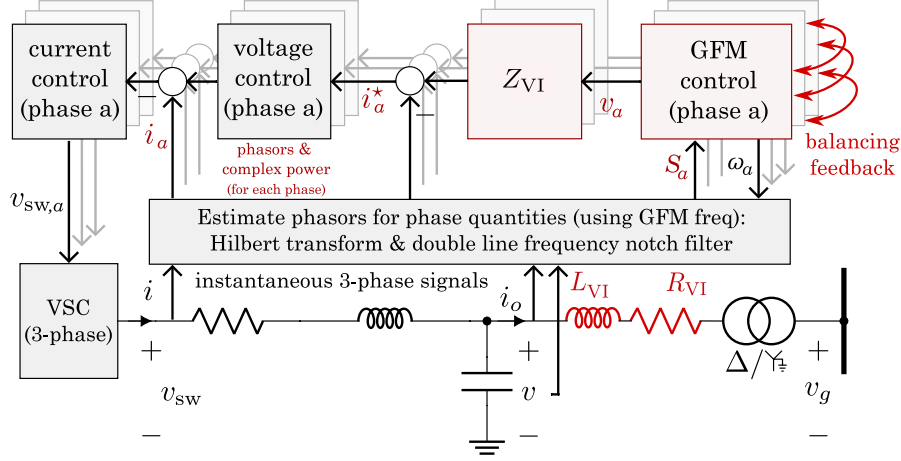 current
control
(phase a)
voltage
control
(phase a)
Z_VI
GFM
control
(phase a)
−
i_a
i_a^⋆
−
v_a
balancing
feedback
phasors &
complex power
(for each phase)
S_a
ω_a
v_sw,a
Estimate phasors for phase quantities (using GFM freq):
Hilbert transform & double line frequency notch filter
VSC
(3-phase)
i
instantaneous 3-phase signals
i_o
L_VI
R_VI
+
v_sw
−
+
v
−
Δ/Y
+
v_g
−